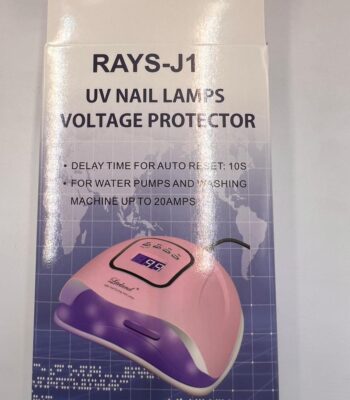 RAYS-J1
UV NAIL LAMPS
VOLTAGE PROTECTOR
• DELAY TIME FOR AUTO RESET: 10S
• FOR WATER PUMPS AND WASHING
MACHINE UP TO 20AMPS
99